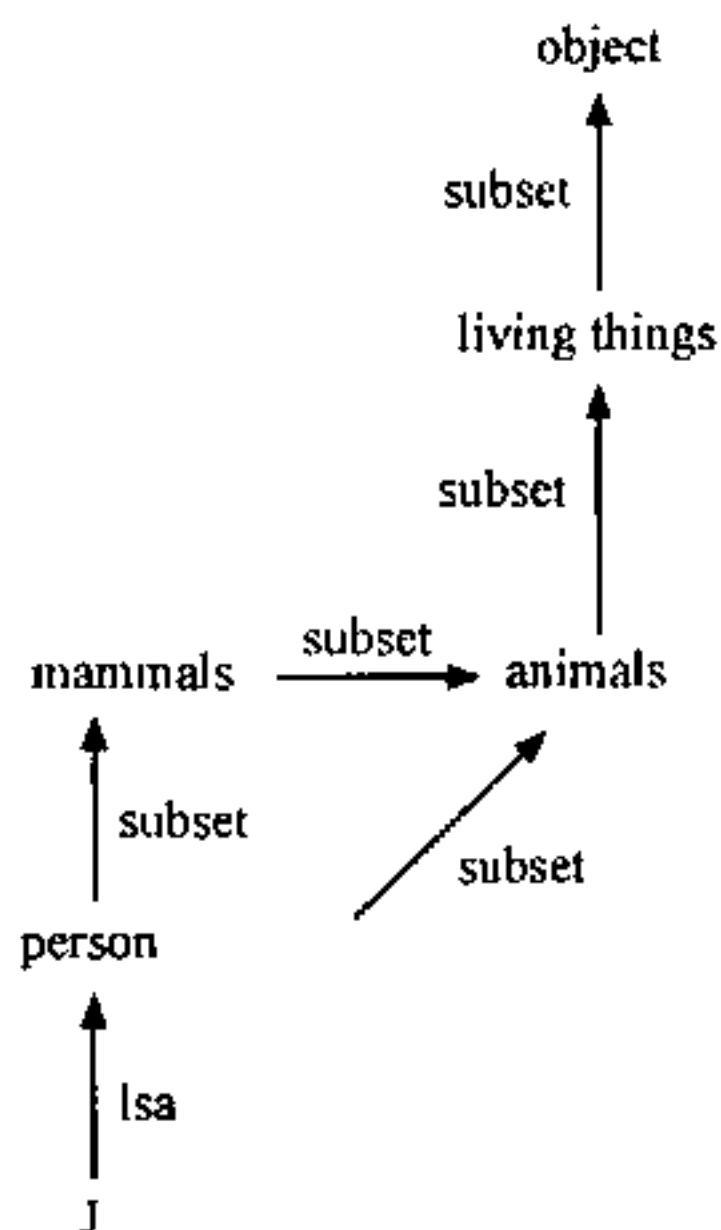 object
subset
living things
subset
subset
mammals
animals
subset
subset
person
Isa
J